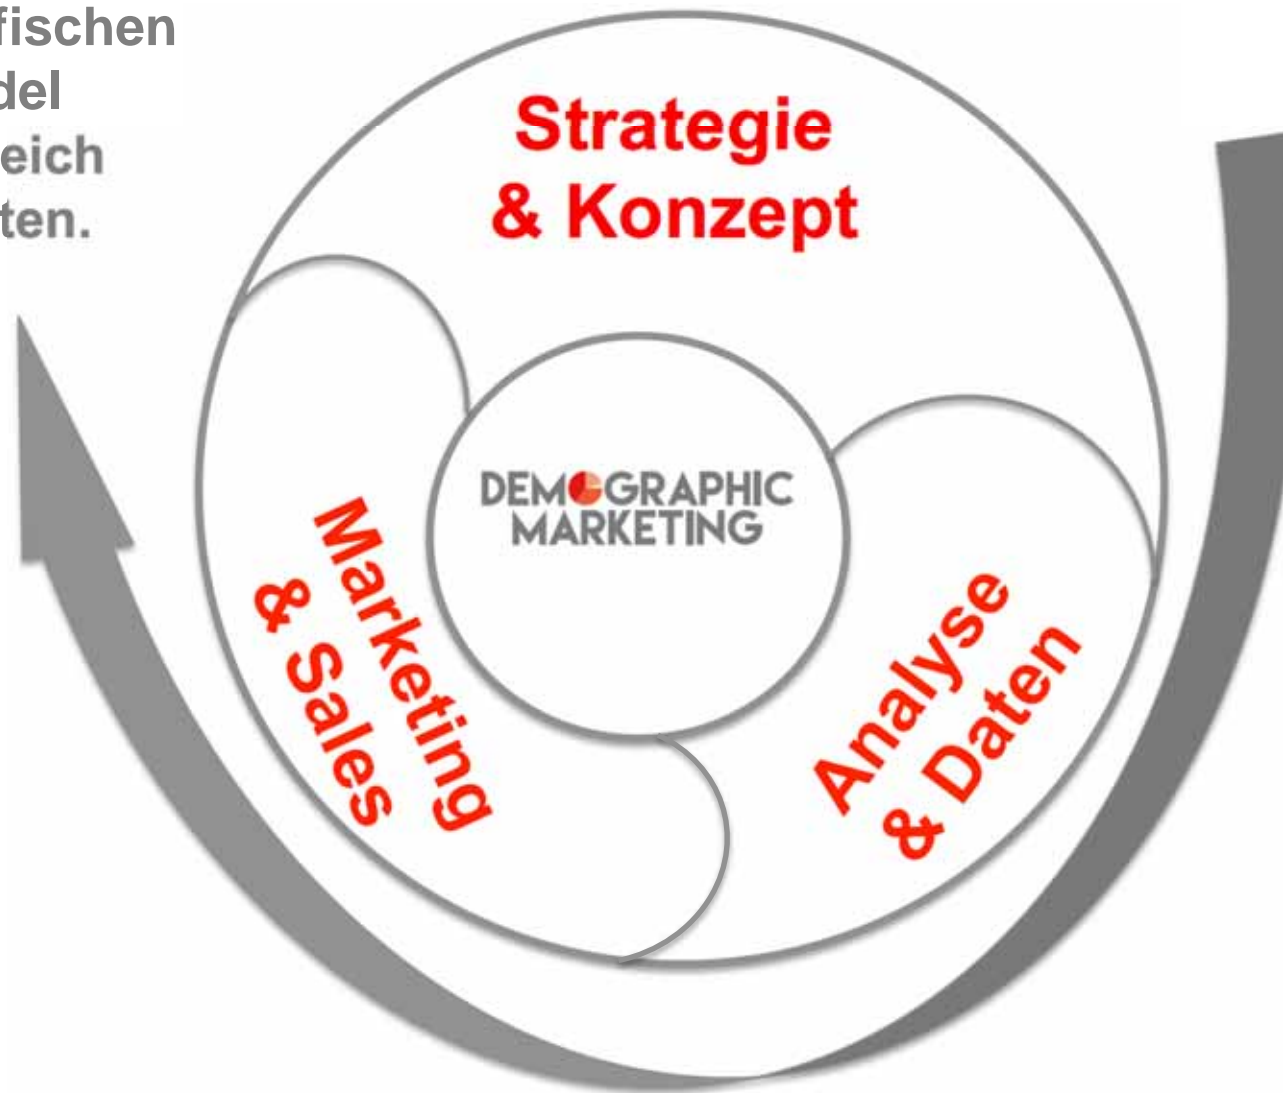 fischen
del
eich
ten.
Strategie
& Konzept
DEMOGRAPHIC
MARKETING
Marketing
& Sales
Analyse
& Daten